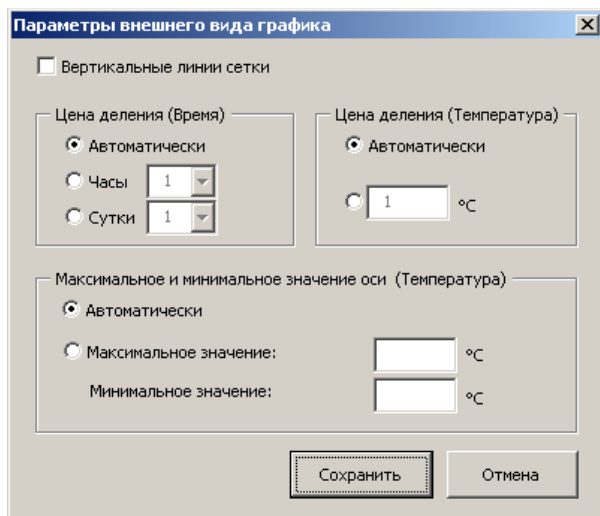 Параметры внешнего вида графика
Вертикальные линии сетки
Цена деления (Время)
Автоматически
Часы 1
Сутки 1
Цена деления (Температура)
Автоматически
1 °C
Максимальное и минимальное значение оси (Температура)
Автоматически
Максимальное значение: °C
Минимальное значение: °C
Сохранить Отмена